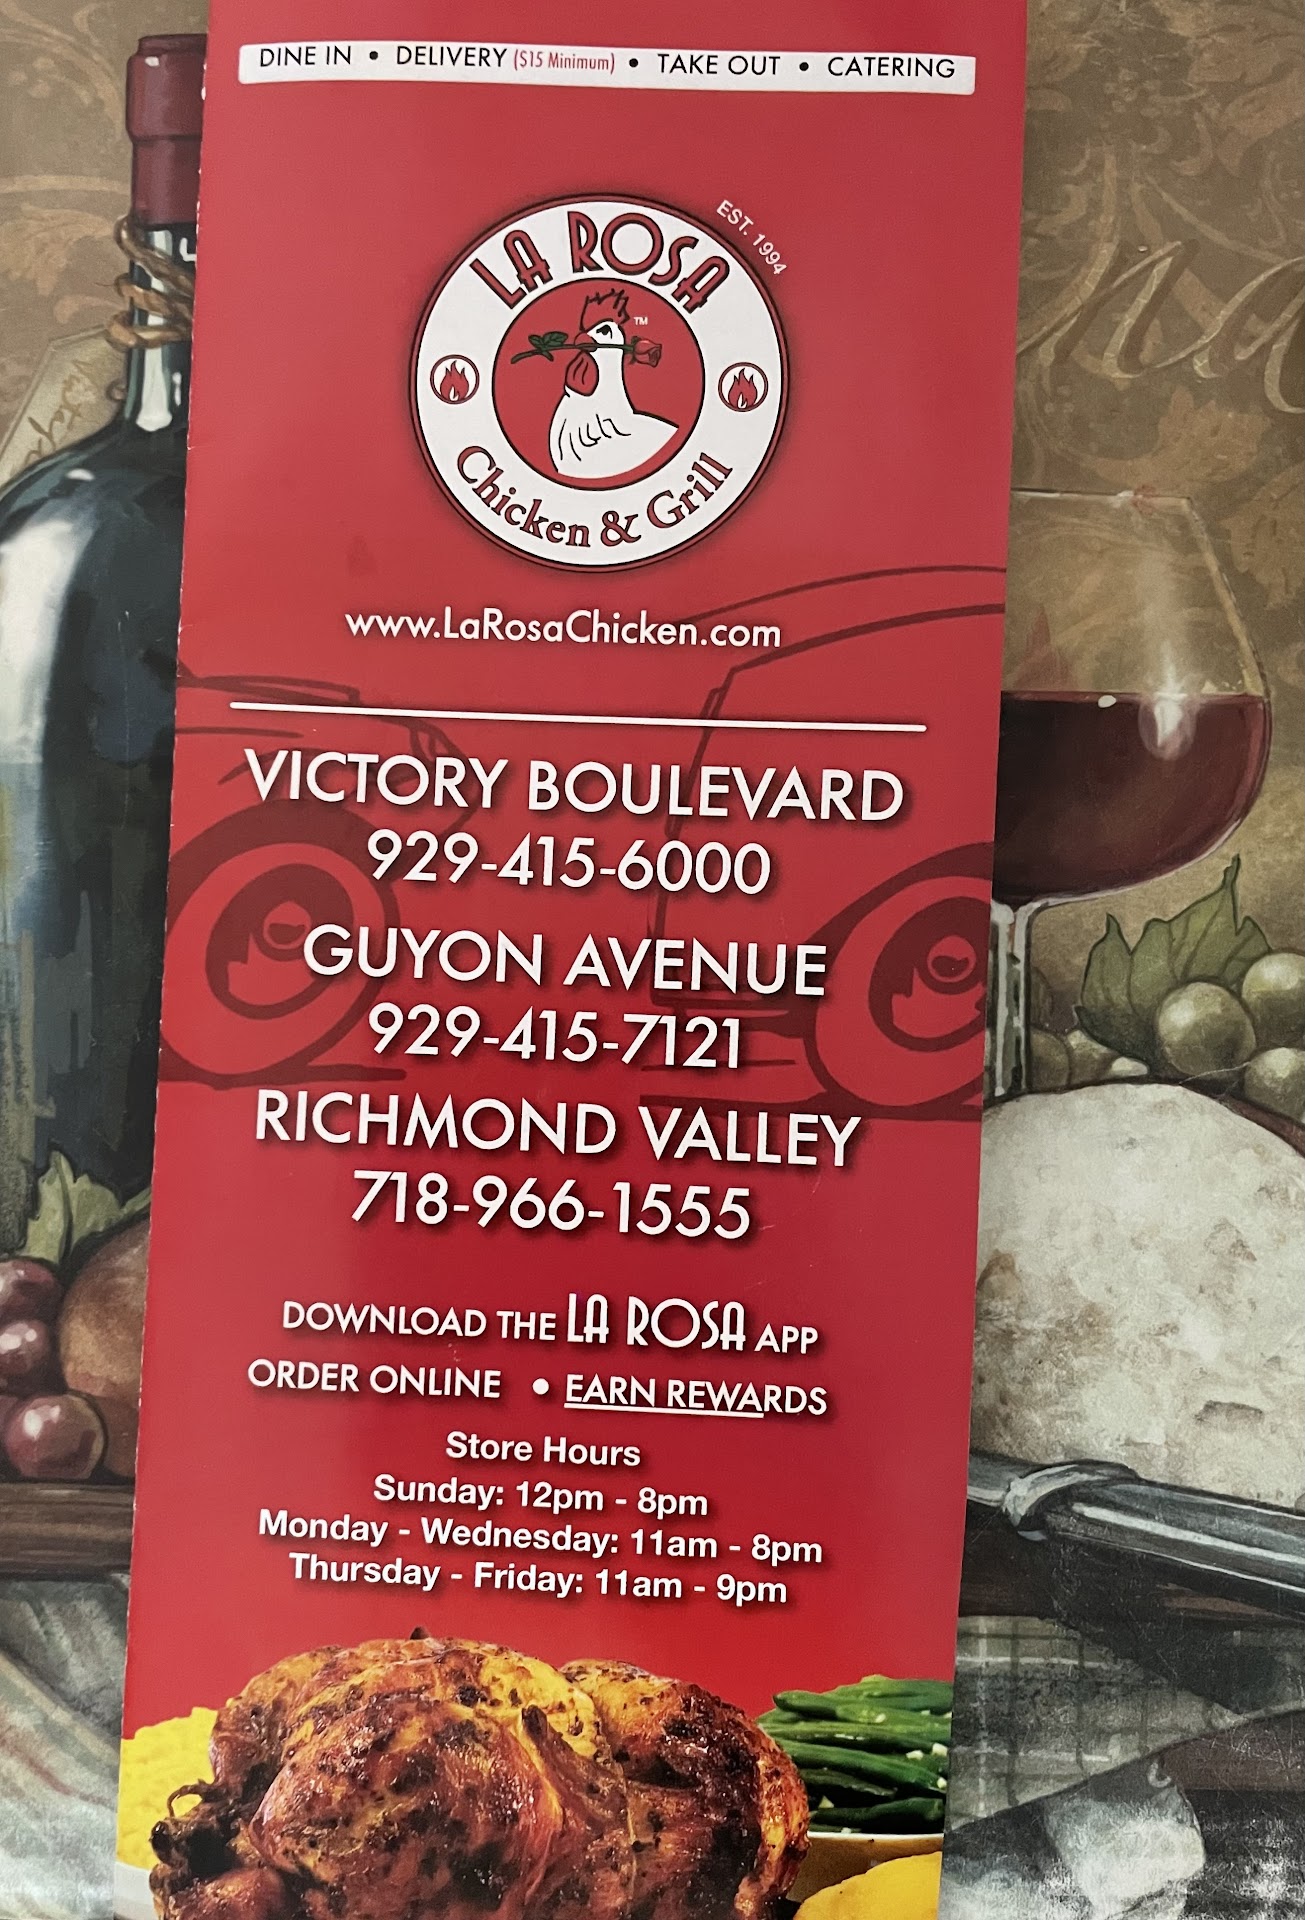 DINE IN • DELIVERY ($15 Minimum) • TAKE OUT • CATERING
EST. 1994
LA ROSA
TM
Chicken & Grill
www.LaRosaChicken.com
VICTORY BOULEVARD
929-415-6000
GUYON AVENUE
929-415-7121
RICHMOND VALLEY
718-966-1555
DOWNLOAD THE LA ROSA APP
ORDER ONLINE • EARN REWARDS
Store Hours
Sunday: 12pm - 8pm
Monday - Wednesday: 11am - 8pm
Thursday - Friday: 11am - 9pm